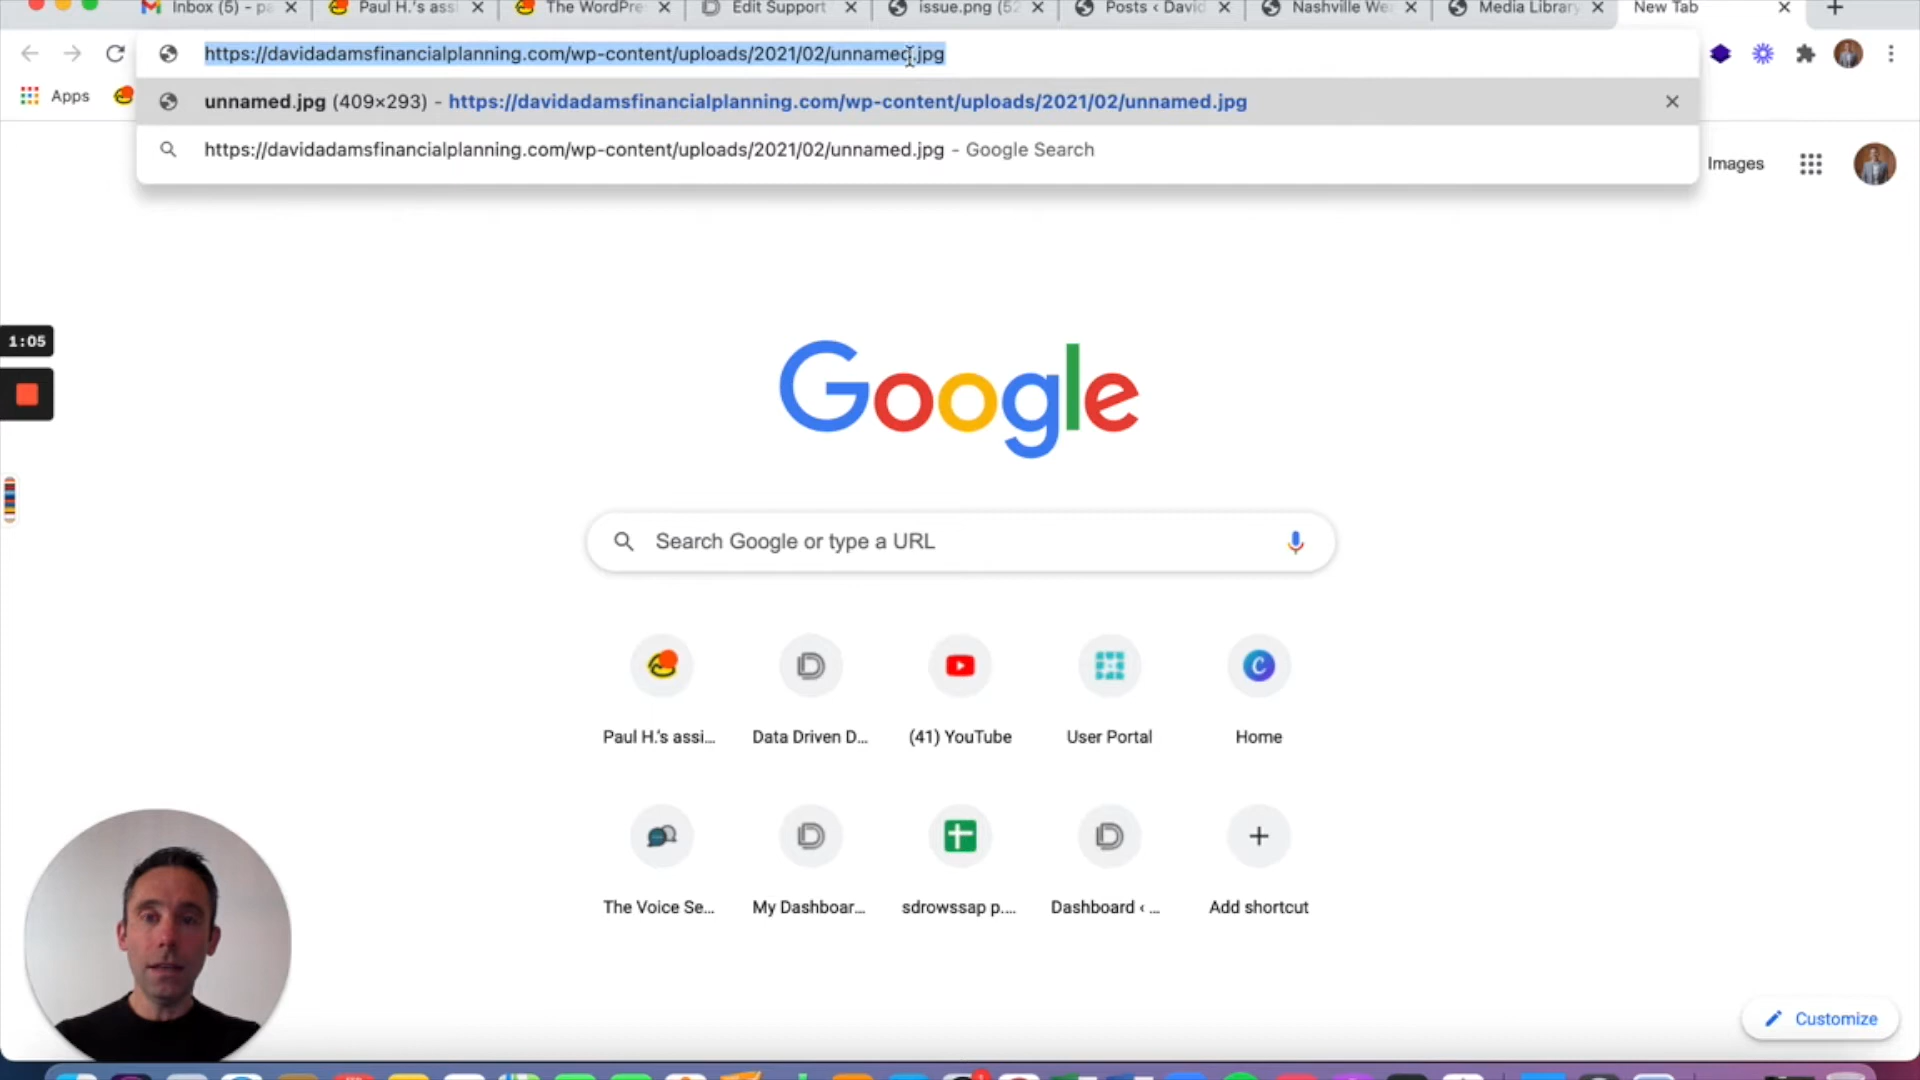 Inbox (5) - pa
Paul H.'s assi
The WordPre
Edit Support
issue.png (52
Posts ‹ David
Nashville Wea
Media Library
New Tab
https://davidadamsfinancialplanning.com/wp-content/uploads/2021/02/unnamed.jpg
Apps
unnamed.jpg (409×293) - https://davidadamsfinancialplanning.com/wp-content/uploads/2021/02/unnamed.jpg
https://davidadamsfinancialplanning.com/wp-content/uploads/2021/02/unnamed.jpg - Google Search
Images
1:05
Google
Search Google or type a URL
Paul H.'s assi...
Data Driven D...
(41) YouTube
User Portal
Home
The Voice Se...
My Dashboar...
sdrowssap p....
Dashboard ‹ ...
Add shortcut
Customize